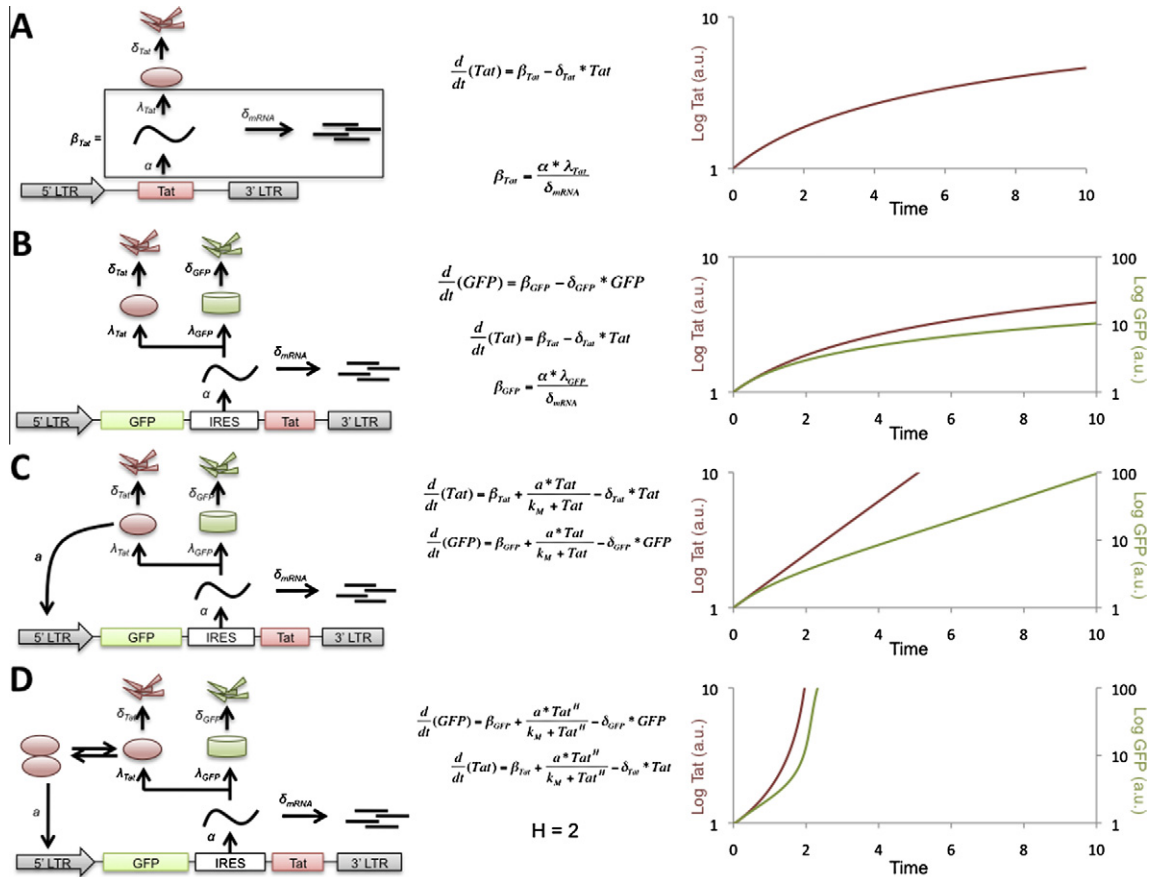 A
δTat
λTat
βTat =
δmRNA
α
5' LTR Tat 3' LTR
d/dt (Tat) = βTat − δTat * Tat
βTat = α * λTat / δmRNA
Log Tat (a.u.)
10
1
0 2 4 6 8 10
Time
B
δTat δGFP
λTat λGFP
δmRNA
α
5' LTR GFP IRES Tat 3' LTR
d/dt (GFP) = βGFP − δGFP * GFP
d/dt (Tat) = βTat − δTat * Tat
βGFP = α * λGFP / δmRNA
Log Tat (a.u.)
10
1
0 2 4 6 8 10
Time
100
10
1
Log GFP (a.u.)
C
δTat δGFP
a
λTat λGFP
δmRNA
α
5' LTR GFP IRES Tat 3' LTR
d/dt (Tat) = βTat + a * Tat / kM + Tat − δTat * Tat
d/dt (GFP) = βGFP + a * Tat / kM + Tat − δGFP * GFP
Log Tat (a.u.)
10
1
0 2 4 6 8 10
Time
100
10
1
Log GFP (a.u.)
D
δTat δGFP
λTat λGFP
a
δmRNA
α
5' LTR GFP IRES Tat 3' LTR
d/dt (GFP) = βGFP + a * Tat^H / kM + Tat^H − δGFP * GFP
d/dt (Tat) = βTat + a * Tat^H / kM + Tat^H − δTat * Tat
H = 2
Log Tat (a.u.)
10
1
0 2 4 6 8 10
Time
100
10
1
Log GFP (a.u.)